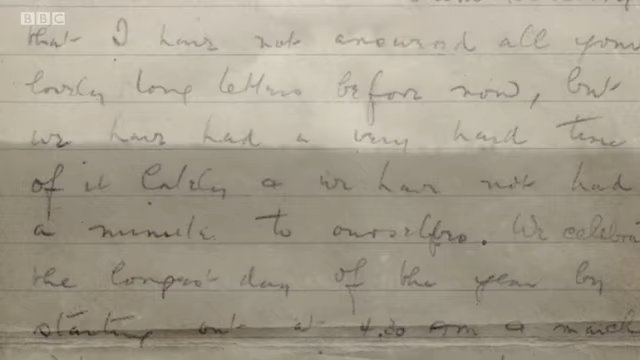 BBC
that I have not answered all your
lovely long letters before now, but
we have had a very hard time
of it lately & we have not had
a minute to ourselves. We celebra
the longest day of the year by
starting out at 4.20 am a march